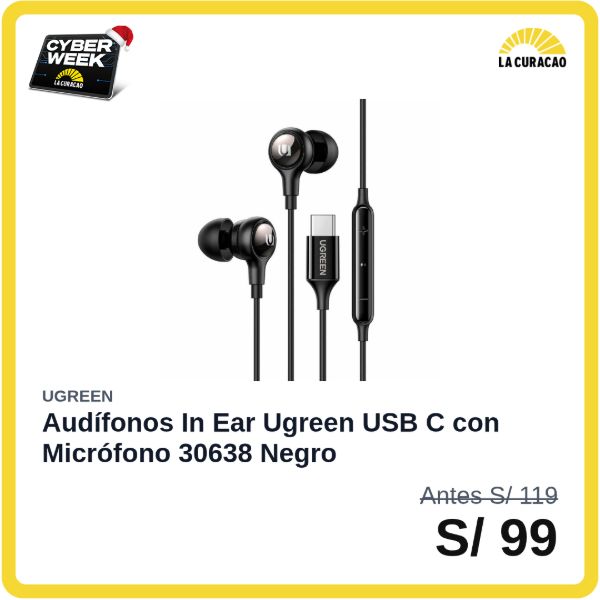 CYBER
WEEK
LA CURACAO
LA CURACAO
U
UGREEN
UGREEN
Audífonos In Ear Ugreen USB C con
Micrófono 30638 Negro
Antes S/ 119
S/ 99